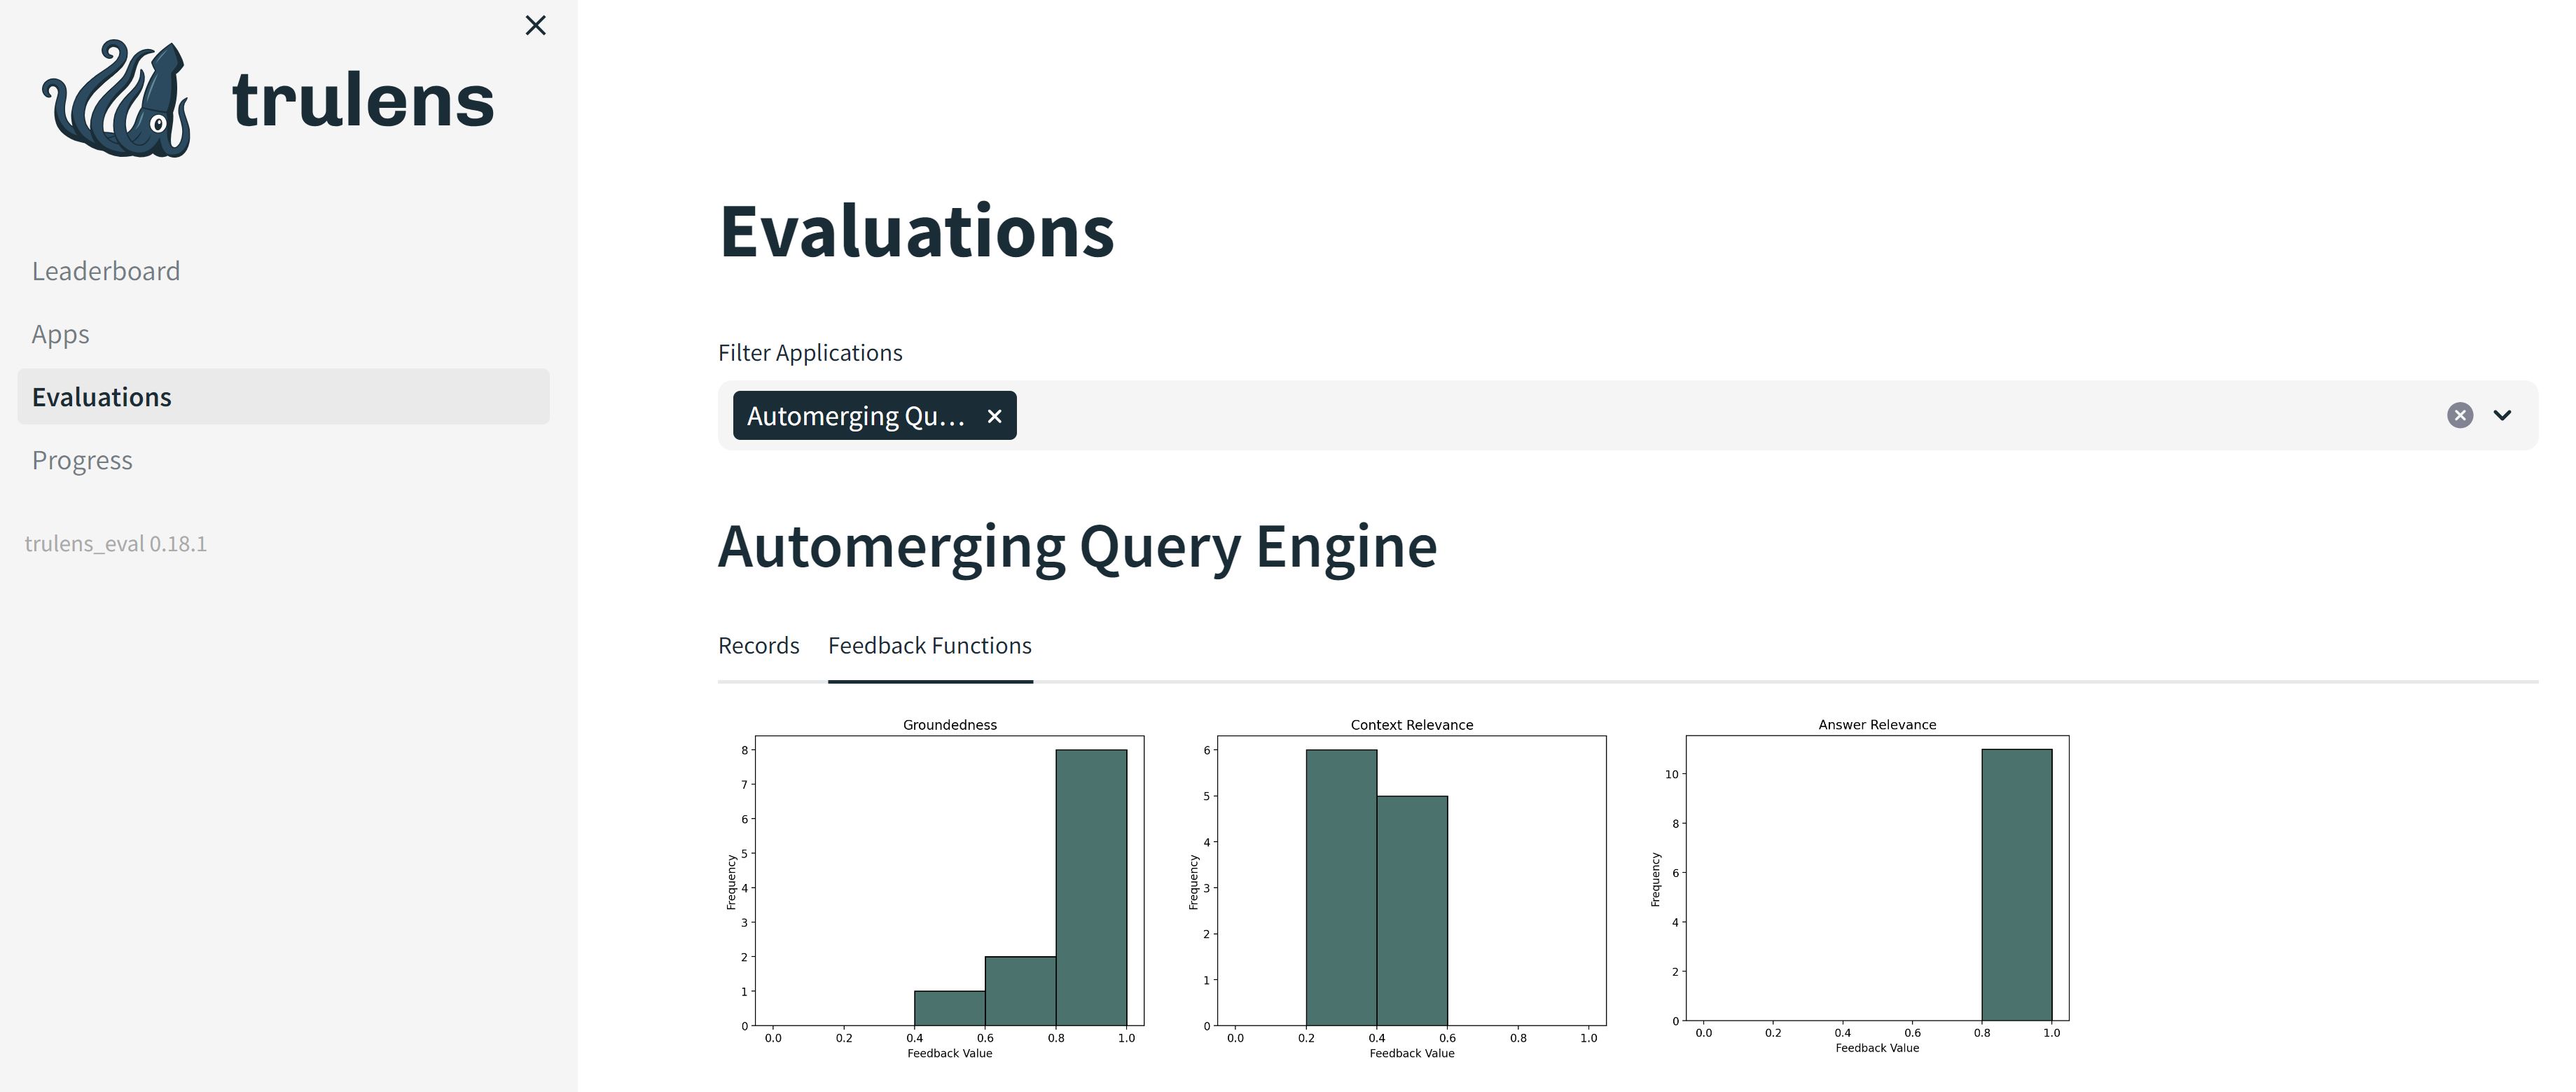 trulens
Leaderboard
Apps
Evaluations
Progress
trulens_eval 0.18.1
Evaluations
Filter Applications
Automerging Qu...
Automerging Query Engine
Records Feedback Functions
Groundedness
8
7
6
5
4
3
2
1
0
Frequency
0.0 0.2 0.4 0.6 0.8 1.0
Feedback Value
Context Relevance
6
5
4
3
2
1
0
Frequency
0.0 0.2 0.4 0.6 0.8 1.0
Feedback Value
Answer Relevance
10
8
6
4
2
0
Frequency
0.0 0.2 0.4 0.6 0.8 1.0
Feedback Value